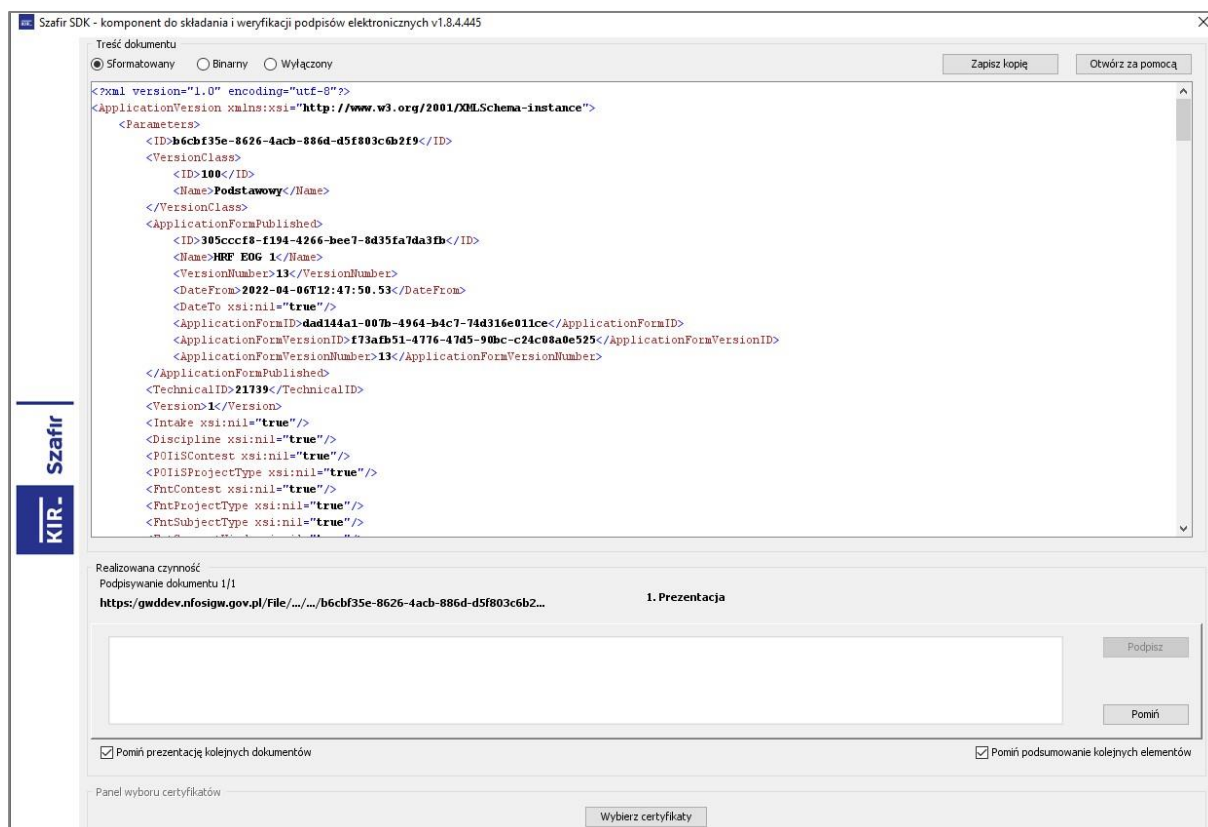 Szafir SDK - komponent do składania i weryfikacji podpisów elektronicznych v1.8.4.445
Treść dokumentu
Sformatowany Binarny Wyłączony Zapisz kopię Otwórz za pomocą
<?xml version="1.0" encoding="utf-8"?>
<ApplicationVersion xmlns:xsi="http://www.w3.org/2001/XMLSchema-instance">
<Parameters>
<ID>b6cbf35e-8626-4acb-886d-d5f803c6b2f9</ID>
<VersionClass>
<ID>100</ID>
<Name>Podstawowy</Name>
</VersionClass>
<ApplicationFormPublished>
<ID>305cccf8-f194-4266-bee7-8d35fa7da3fb</ID>
<Name>HRF EOG 1</Name>
<VersionNumber>13</VersionNumber>
<DateFrom>2022-04-06T12:47:50.53</DateFrom>
<DateTo xsi:nil="true"/>
<ApplicationFormID>dad144a1-007b-4964-b4c7-74d316e011ce</ApplicationFormID>
<ApplicationFormVersionID>f73afb51-4776-47d5-90bc-c24c08a0e525</ApplicationFormVersionID>
<ApplicationFormVersionNumber>13</ApplicationFormVersionNumber>
</ApplicationFormPublished>
<TechnicalID>21739</TechnicalID>
<Version>1</Version>
<Intake xsi:nil="true"/>
<Discipline xsi:nil="true"/>
<POIiSContest xsi:nil="true"/>
<POIiSProjectType xsi:nil="true"/>
<FntContest xsi:nil="true"/>
<FntProjectType xsi:nil="true"/>
<FntSubjectType xsi:nil="true"/>
KIR. Szafir
Realizowana czynność
Podpisywanie dokumentu 1/1
https:/gwddev.nfosigw.gov.pl/File/.../.../b6cbf35e-8626-4acb-886d-d5f803c6b2... 1. Prezentacja
Podpisz
Pomiń
Pomiń prezentację kolejnych dokumentów Pomiń podsumowanie kolejnych elementów
Panel wyboru certyfikatów
Wybierz certyfikaty